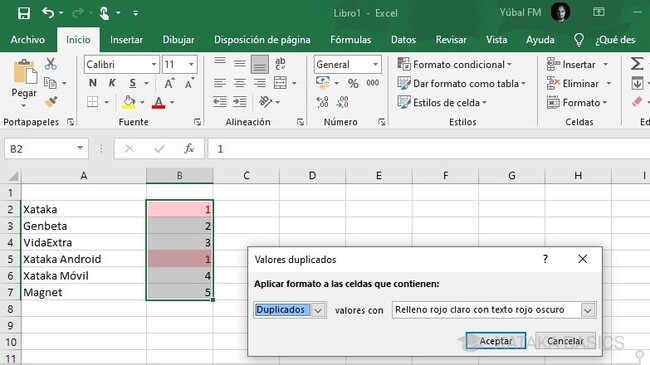 Libro1 - Excel
Yúbal FM
Archivo Inicio Insertar Dibujar Disposición de página Fórmulas Datos Revisar Vista Ayuda ¿Qué des
Pegar
Calibri 11
General
Formato condicional
Dar formato como tabla
Estilos de celda
Insertar
Eliminar
Formato
N K S
% 000
Portapapeles Fuente Alineación Número Estilos Celdas
B2 fx 1
A B C D E F G H I
1
2 Xataka 1
3 Genbeta 2
4 VidaExtra 3
5 Xataka Android 1
6 Xataka Móvil 4
7 Magnet 5
8
9
10
11
Valores duplicados ?
Aplicar formato a las celdas que contienen:
Duplicados valores con Relleno rojo claro con texto rojo oscuro
Aceptar Cancelar
XATAKA BASICS